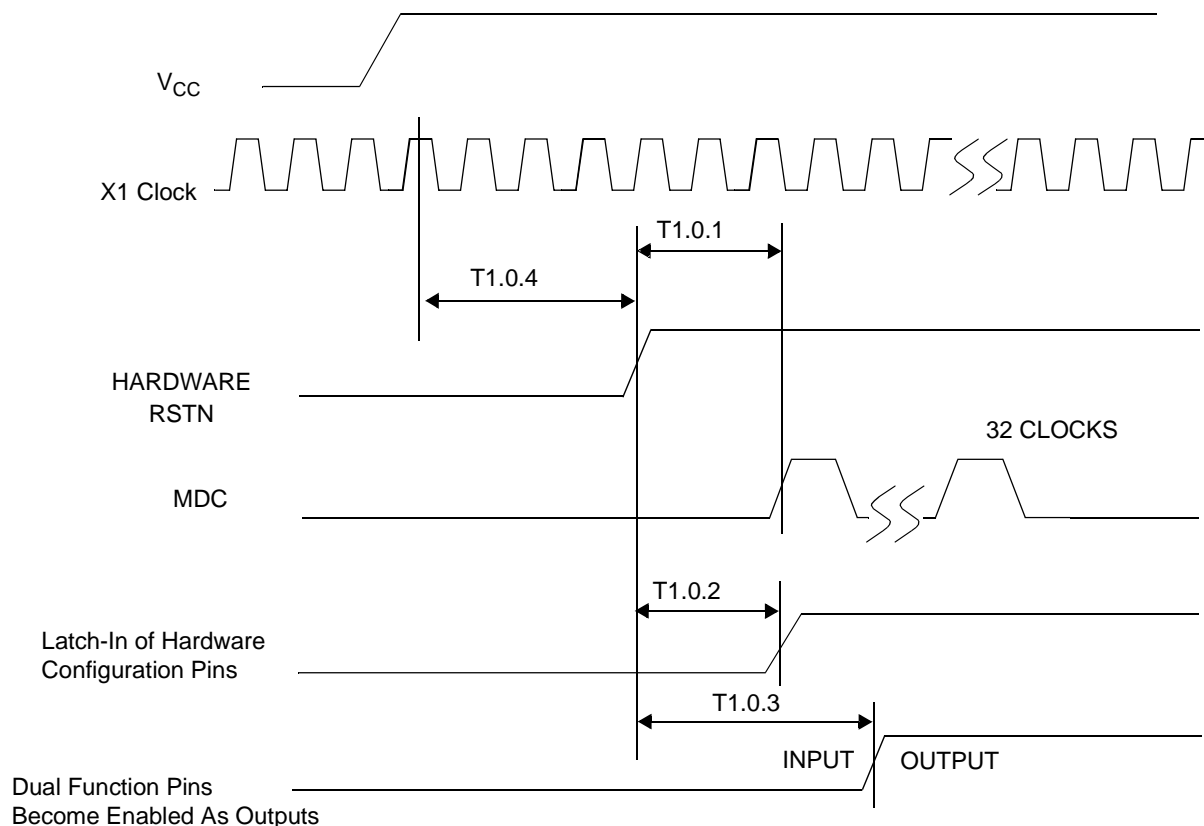 VCC
X1 Clock
T1.0.1
T1.0.4
HARDWARE
RSTN
32 CLOCKS
MDC
T1.0.2
Latch-In of Hardware
Configuration Pins
T1.0.3
INPUT
OUTPUT
Dual Function Pins
Become Enabled As Outputs